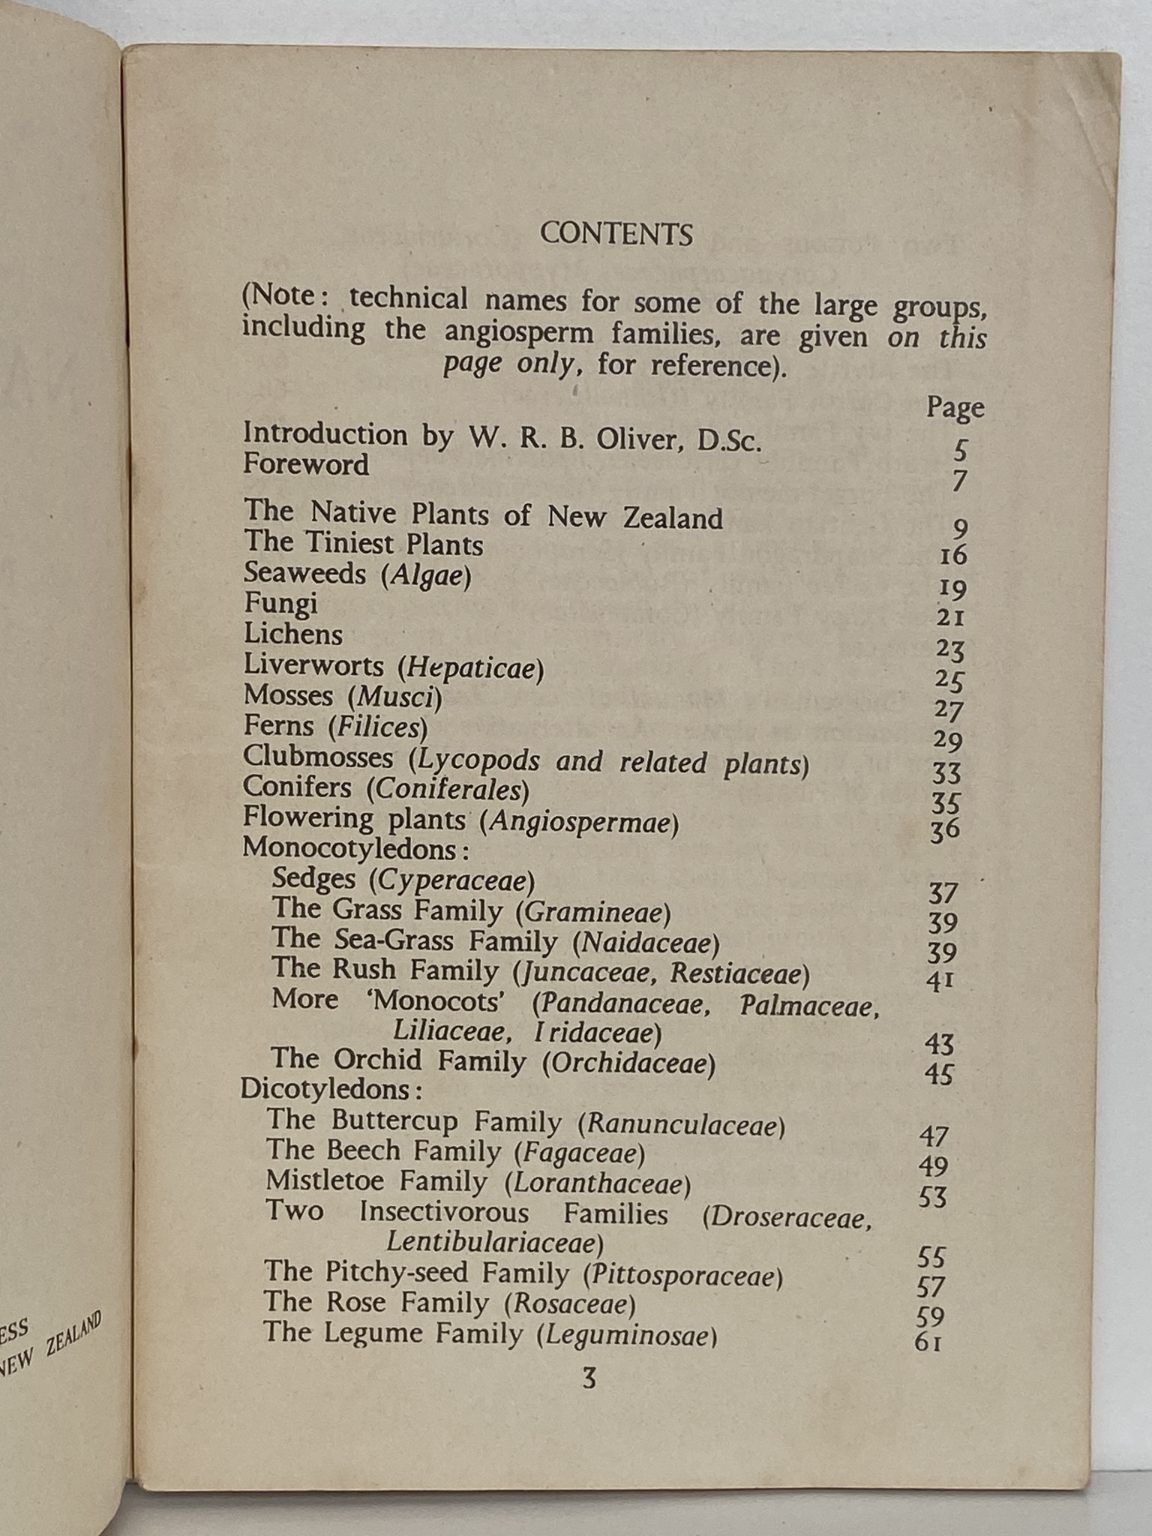 CONTENTS
(Note: technical names for some of the large groups,
including the angiosperm families, are given on this
page only, for reference).
Page
Introduction by W. R. B. Oliver, D.Sc. 5
Foreword 7
The Native Plants of New Zealand 9
The Tiniest Plants 16
Seaweeds (Algae) 19
Fungi 21
Lichens 23
Liverworts (Hepaticae) 25
Mosses (Musci) 27
Ferns (Filices) 29
Clubmosses (Lycopods and related plants) 33
Conifers (Coniferales) 35
Flowering plants (Angiospermae) 36
Monocotyledons:
Sedges (Cyperaceae) 37
The Grass Family (Gramineae) 39
The Sea-Grass Family (Naidaceae) 39
The Rush Family (Juncaceae, Restiaceae) 41
More 'Monocots' (Pandanaceae, Palmaceae,
Liliaceae, Iridaceae) 43
The Orchid Family (Orchidaceae) 45
Dicotyledons:
The Buttercup Family (Ranunculaceae) 47
The Beech Family (Fagaceae) 49
Mistletoe Family (Loranthaceae) 53
Two Insectivorous Families (Droseraceae,
Lentibulariaceae) 55
The Pitchy-seed Family (Pittosporaceae) 57
The Rose Family (Rosaceae) 59
The Legume Family (Leguminosae) 61
3
ESS
NEW ZEALAND